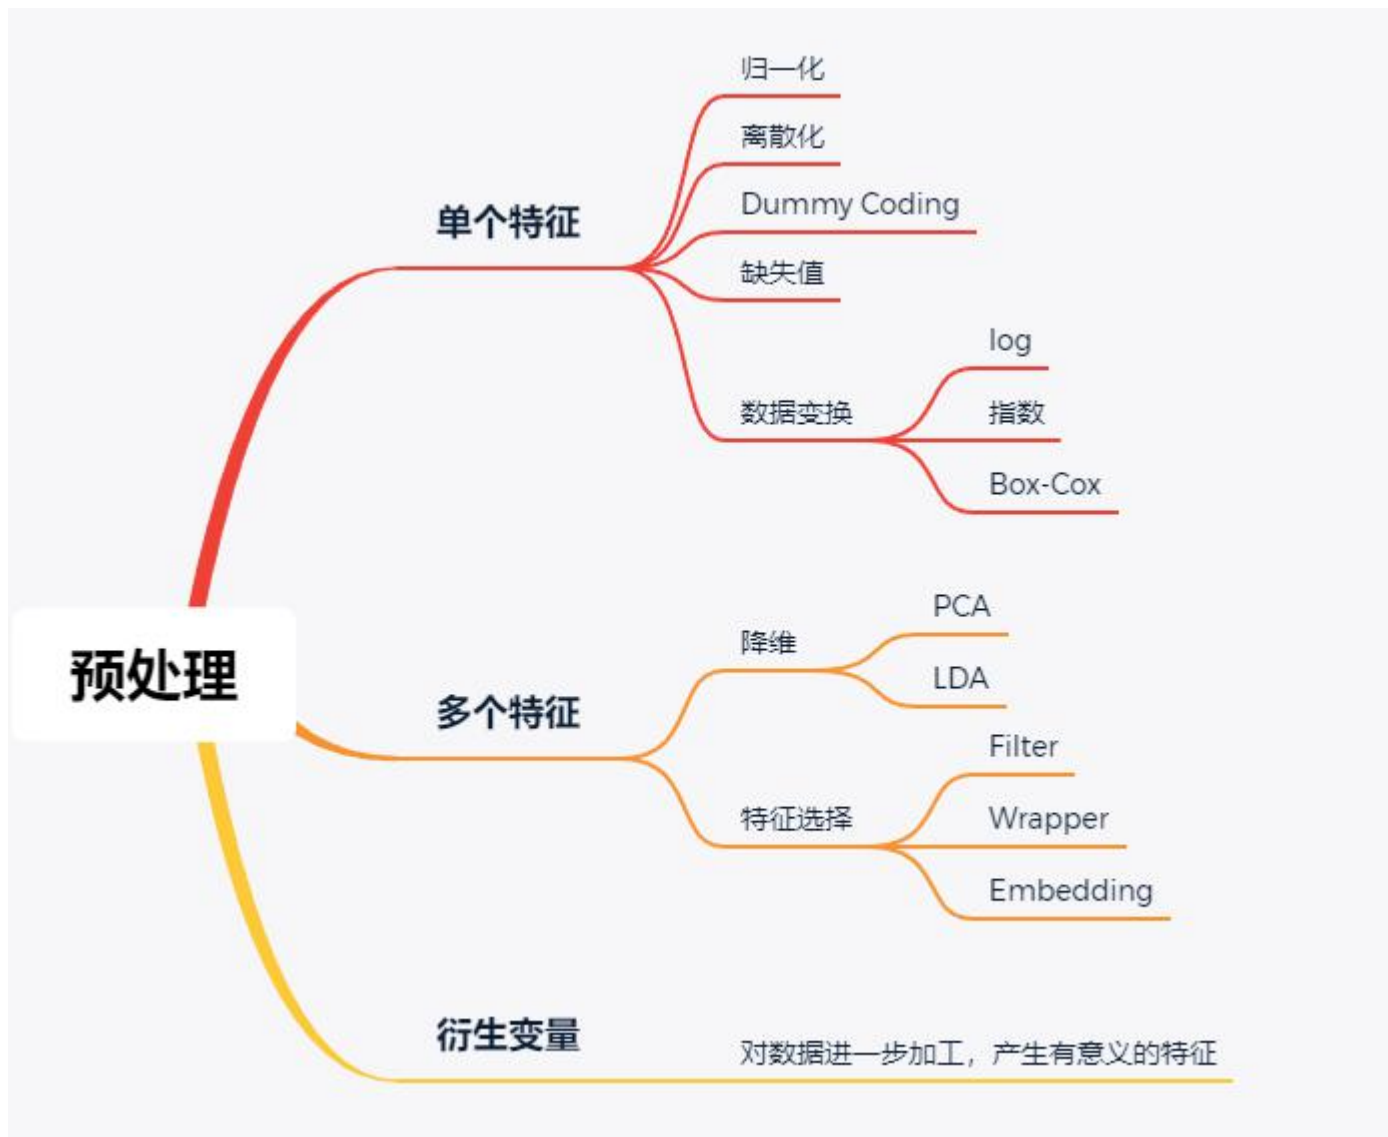 预处理
单个特征
归一化
离散化
Dummy Coding
缺失值
数据变换
log
指数
Box-Cox
多个特征
降维
PCA
LDA
特征选择
Filter
Wrapper
Embedding
衍生变量
对数据进一步加工，产生有意义的特征